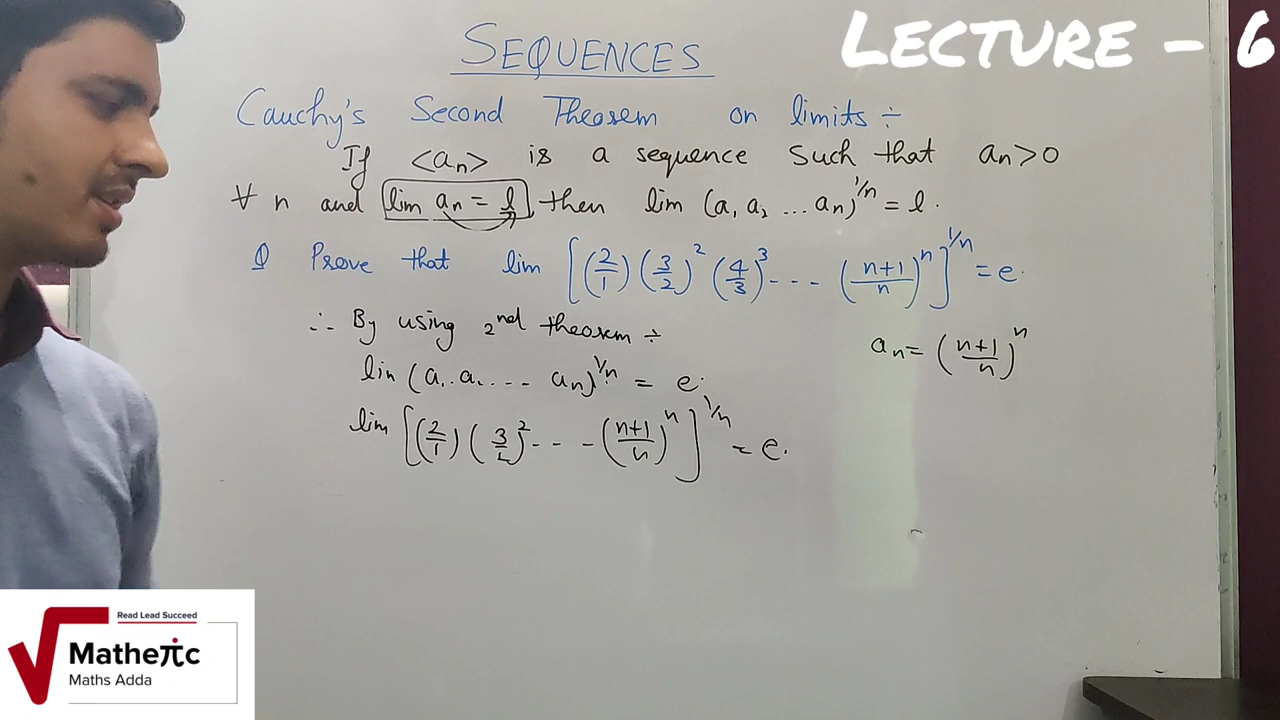 SEQUENCES
LECTURE - 6
Cauchy's Second Theorem on limits ÷
If <aₙ> is a sequence such that aₙ>0
∀ n and lim aₙ = l, then lim (a₁ a₂ ... aₙ)^1/n = l.
Q Prove that lim [(2/1)(3/2)^2(4/3)^3 --- ((n+1)/n)^n]^1/n = e.
∴ By using 2nd theorem ÷
aₙ = ((n+1)/n)^n
lim (a₁.a₂.... aₙ)^1/n = e.
lim [(2/1)(3/2)^2 --- ((n+1)/n)^n]^1/n = e.
Read Lead Succeed
Matheπc
Maths Adda